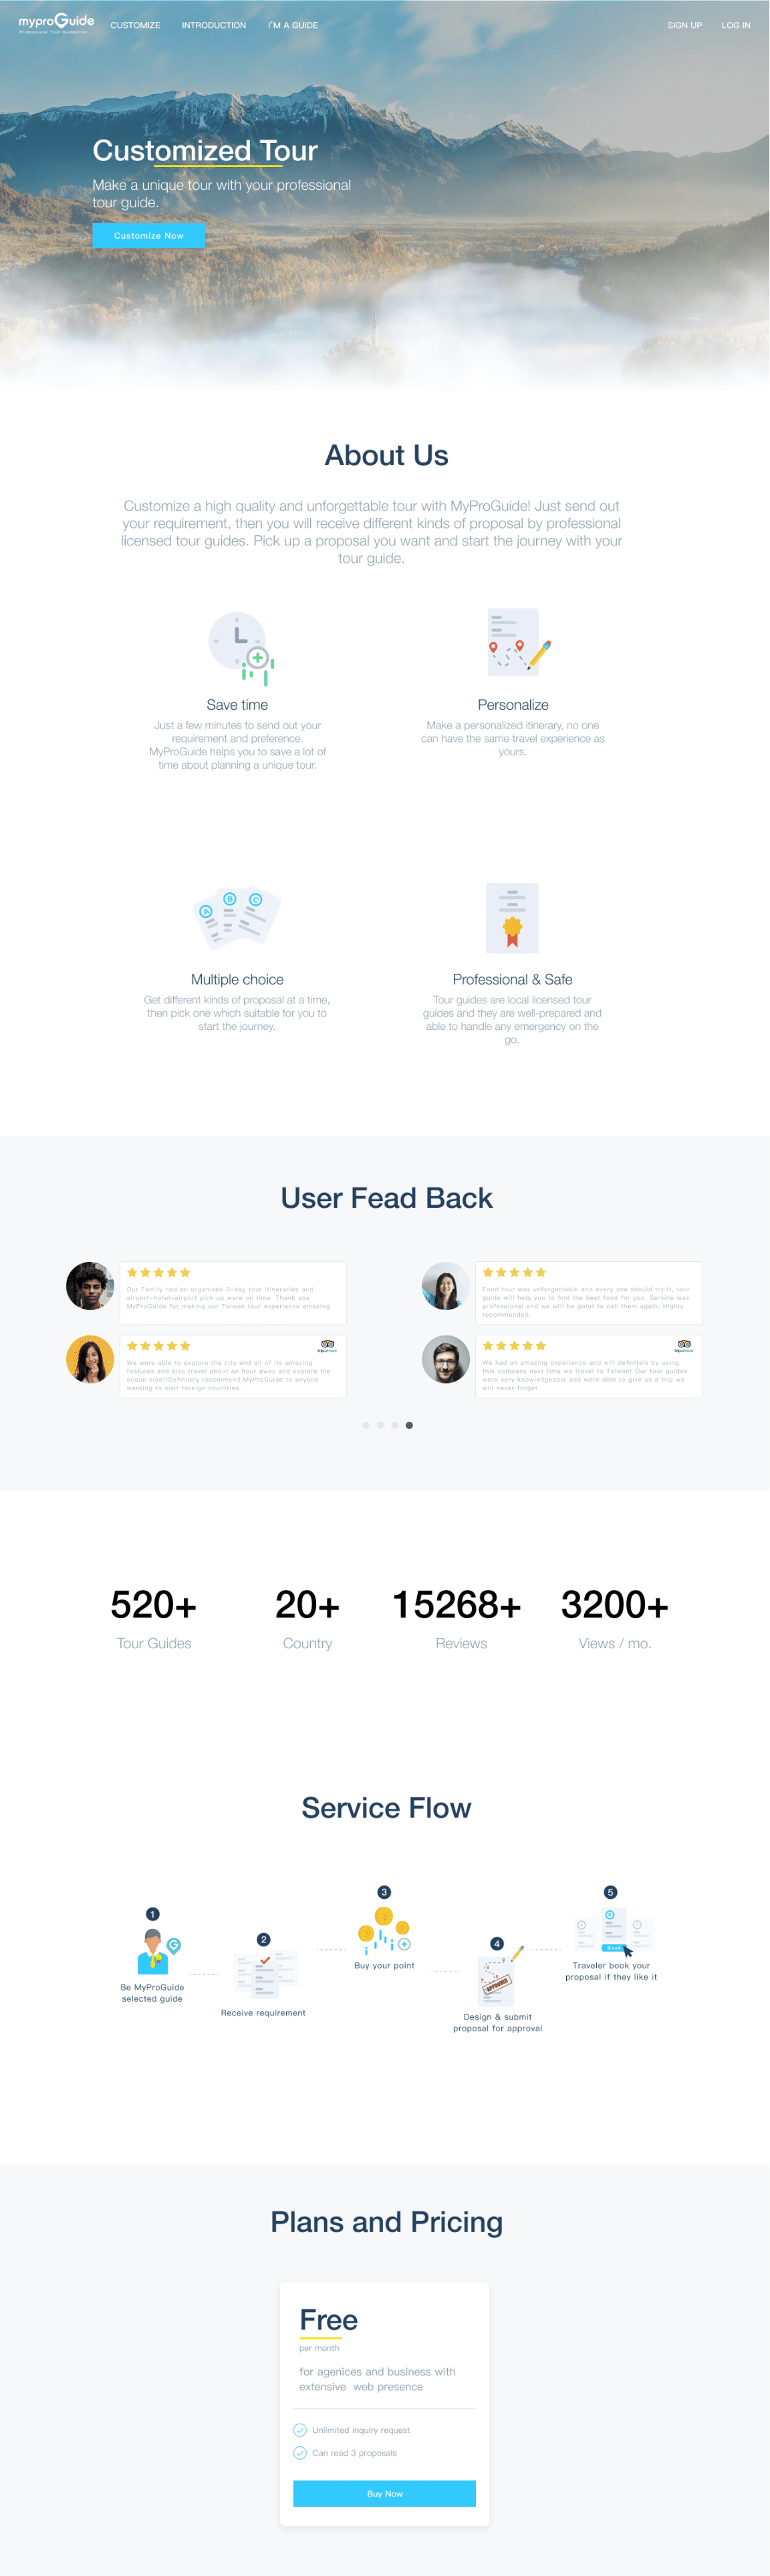 myproGuide
Professional Tour Guidance
CUSTOMIZE
INTRODUCTION
I'M A GUIDE
SIGN UP
LOG IN
Customized Tour
Make a unique tour with your professional
tour guide.
Customize Now
About Us
Customize a high quality and unforgettable tour with MyProGuide! Just send out
your requirement, then you will receive different kinds of proposal by professional
licensed tour guides. Pick up a proposal you want and start the journey with your
tour guide.
Save time
Just a few minutes to send out your
requirement and preference.
MyProGuide helps you to save a lot of
time about planning a unique tour.
Personalize
Make a personalized itinerary, no one
can have the same travel experience as
yours.
A
B
C
Multiple choice
Get different kinds of proposal at a time,
then pick one which suitable for you to
start the journey.
Professional & Safe
Tour guides are local licensed tour
guides and they are well-prepared and
able to handle any emergency on the
go.
User Fead Back
Our Family had an organized 3-day tour itineraries and
airport-hotel-airport pick up were on time. Thank you
MyProGuide for making our Taiwan tour experience amazing
Food tour was unforgettable and every one should try it, tour
guide will help you to find the best food for you. Service was
professional and we will be goint to call them again. Highly
recommended.
We were able to explore the city and all of its amazing
features and also travel about an hour away and explore the
ocean side!!Definitely recommend MyProGuide to anyone
wanting to visit foreign countries.
tripadvisor
We had an amazing experience and will definitely by using
this company next time we travel to Taiwan! Our tour guides
were very knowledgeable and were able to give us a trip we
will never forget.
tripadvisor
520+
Tour Guides
20+
Country
15268+
Reviews
3200+
Views / mo.
Service Flow
1
G
Be MyProGuide
selected guide
2
Receive requirement
3
Buy your point
4
APPROVED
Design & submit
proposal for approval
5
Book
Traveler book your
proposal if they like it
Plans and Pricing
Free
per month
for agenices and business with
extensive web presence
Unlimited inquiry request
Can read 3 proposals
Buy Now